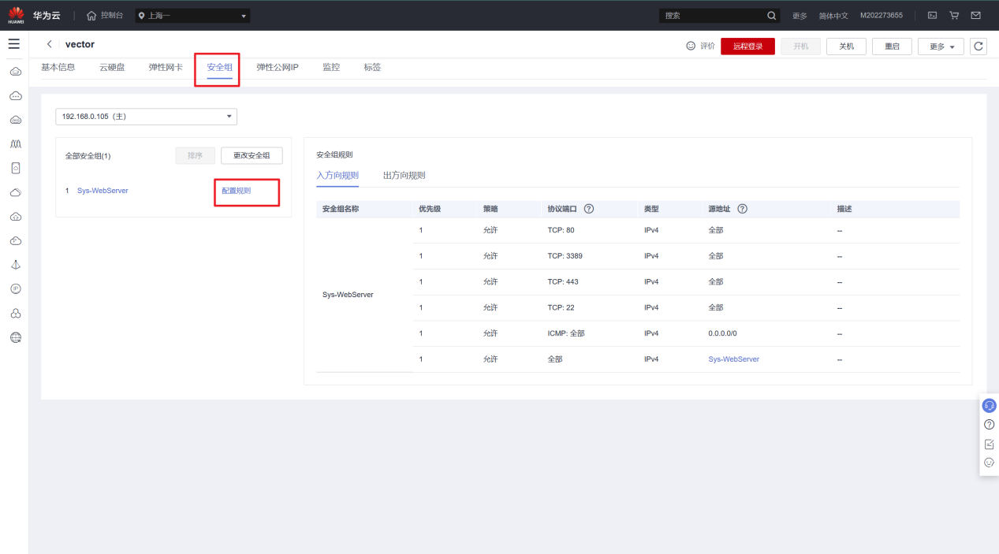 HUAWEI 华为云 控制台 上海一 搜索 更多 简体中文 M202273655
vector 评价 远程登录 开机 关机 重启 更多
基本信息 云硬盘 弹性网卡 安全组 弹性公网IP 监控 标签
192.168.0.105 (主)
全部安全组(1) 排序 更改安全组
1 Sys-WebServer 配置规则
安全组规则
入方向规则 出方向规则
安全组名称 优先级 策略 协议端口 类型 源地址 描述
1 允许 TCP: 80 IPv4 全部 --
1 允许 TCP: 3389 IPv4 全部 --
1 允许 TCP: 443 IPv4 全部 --
Sys-WebServer
1 允许 TCP: 22 IPv4 全部 --
1 允许 ICMP: 全部 IPv4 0.0.0.0/0 --
1 允许 全部 IPv4 Sys-WebServer --